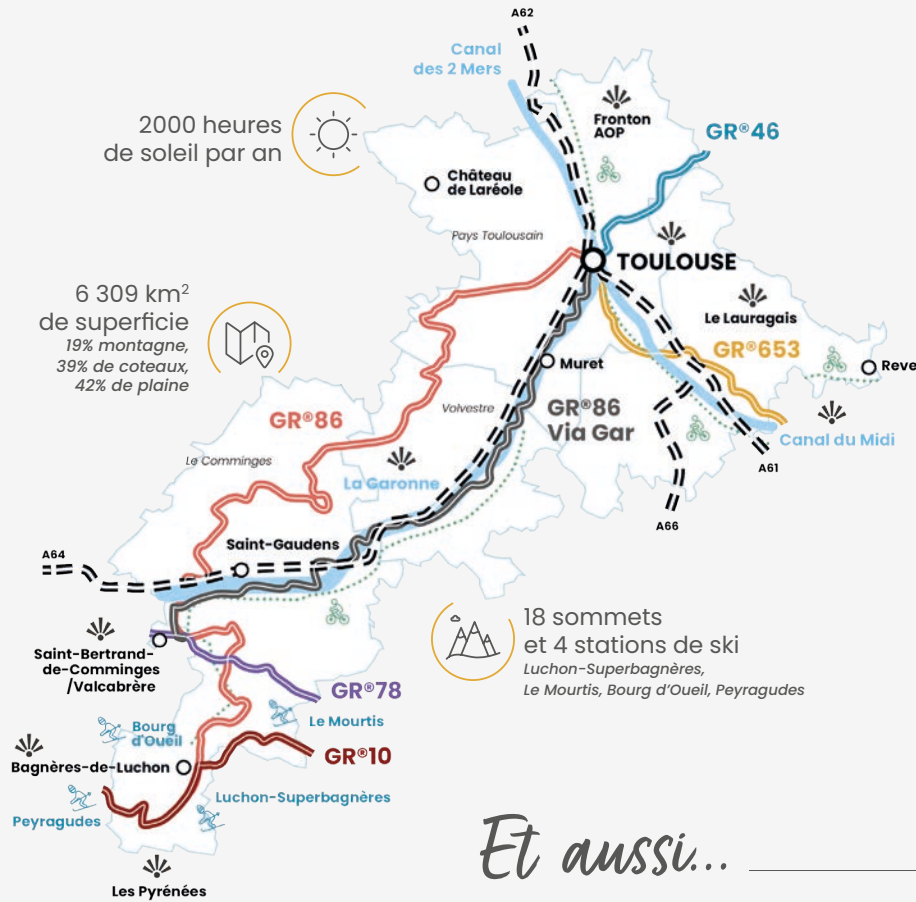 A62
Canal
des 2 Mers
2000 heures
de soleil par an
Fronton
AOP
GR®46
Château
de Laréole
Pays Toulousain
TOULOUSE
6 309 km²
de superficie
19% montagne,
39% de coteaux,
42% de plaine
Le Lauragais
GR®653
Muret
Reve
GR®86
Volvestre
GR®86
Via Gar
Canal du Midi
Le Comminges
La Garonne
A61
A66
Saint-Gaudens
A64
18 sommets
et 4 stations de ski
Luchon-Superbagnères,
Le Mourtis, Bourg d'Oueil, Peyragudes
Saint-Bertrand-
de-Comminges
/Valcabrère
GR®78
Le Mourtis
Bourg
d'Oueil
GR®10
Bagnères-de-Luchon
Luchon-Superbagnères
Peyragudes
Et aussi...
Les Pyrénées